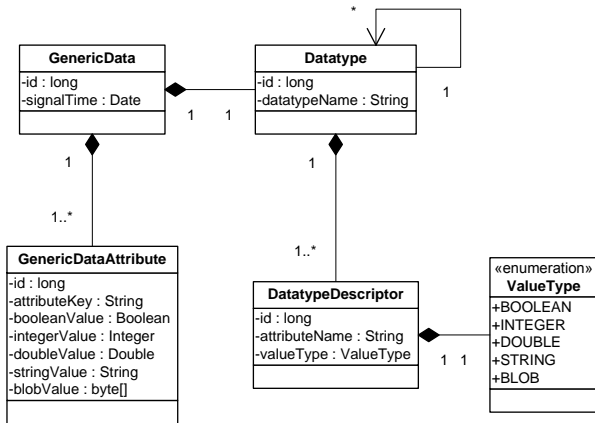 *
GenericData
-id : long
-signalTime : Date
Datatype
-id : long
-datatypeName : String
1
1
1
1
1
1..*
1..*
GenericDataAttribute
-id : long
-attributeKey : String
-booleanValue : Boolean
-integerValue : Integer
-doubleValue : Double
-stringValue : String
-blobValue : byte[]
DatatypeDescriptor
-id : long
-attributeName : String
-valueType : ValueType
1
1
«enumeration»
ValueType
+BOOLEAN
+INTEGER
+DOUBLE
+STRING
+BLOB